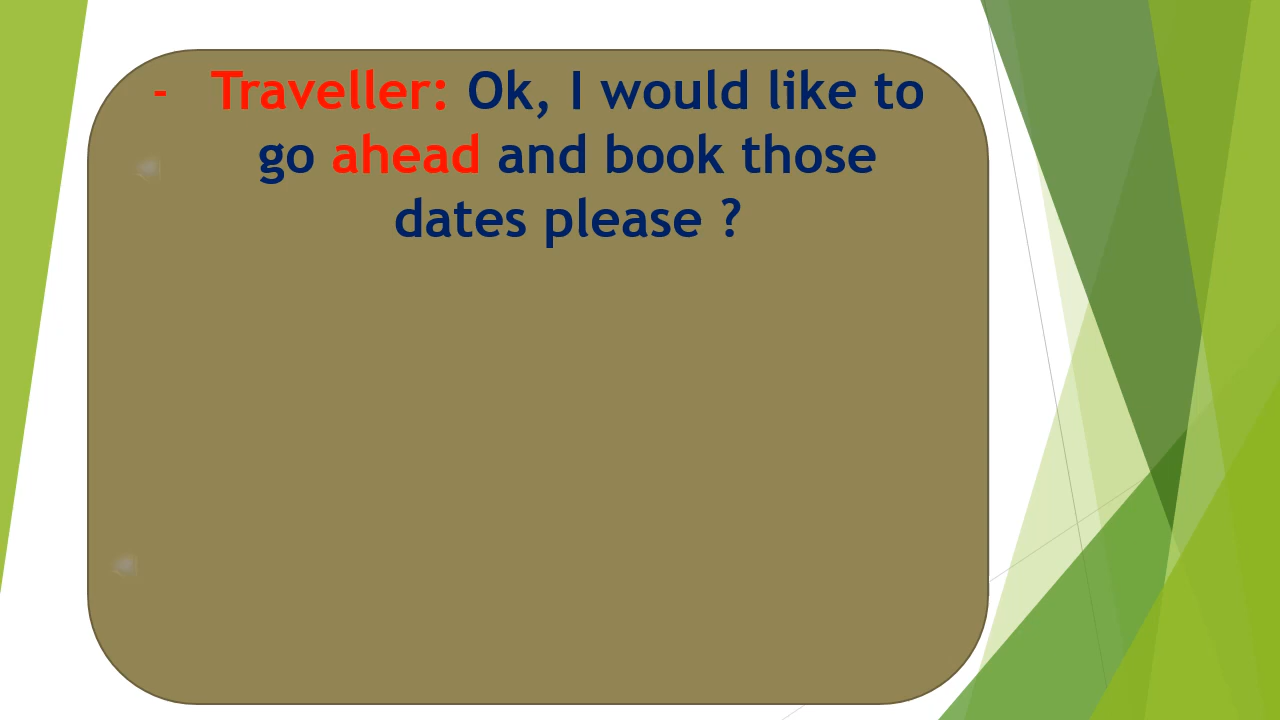 - Traveller: Ok, I would like to
go ahead and book those
dates please ?